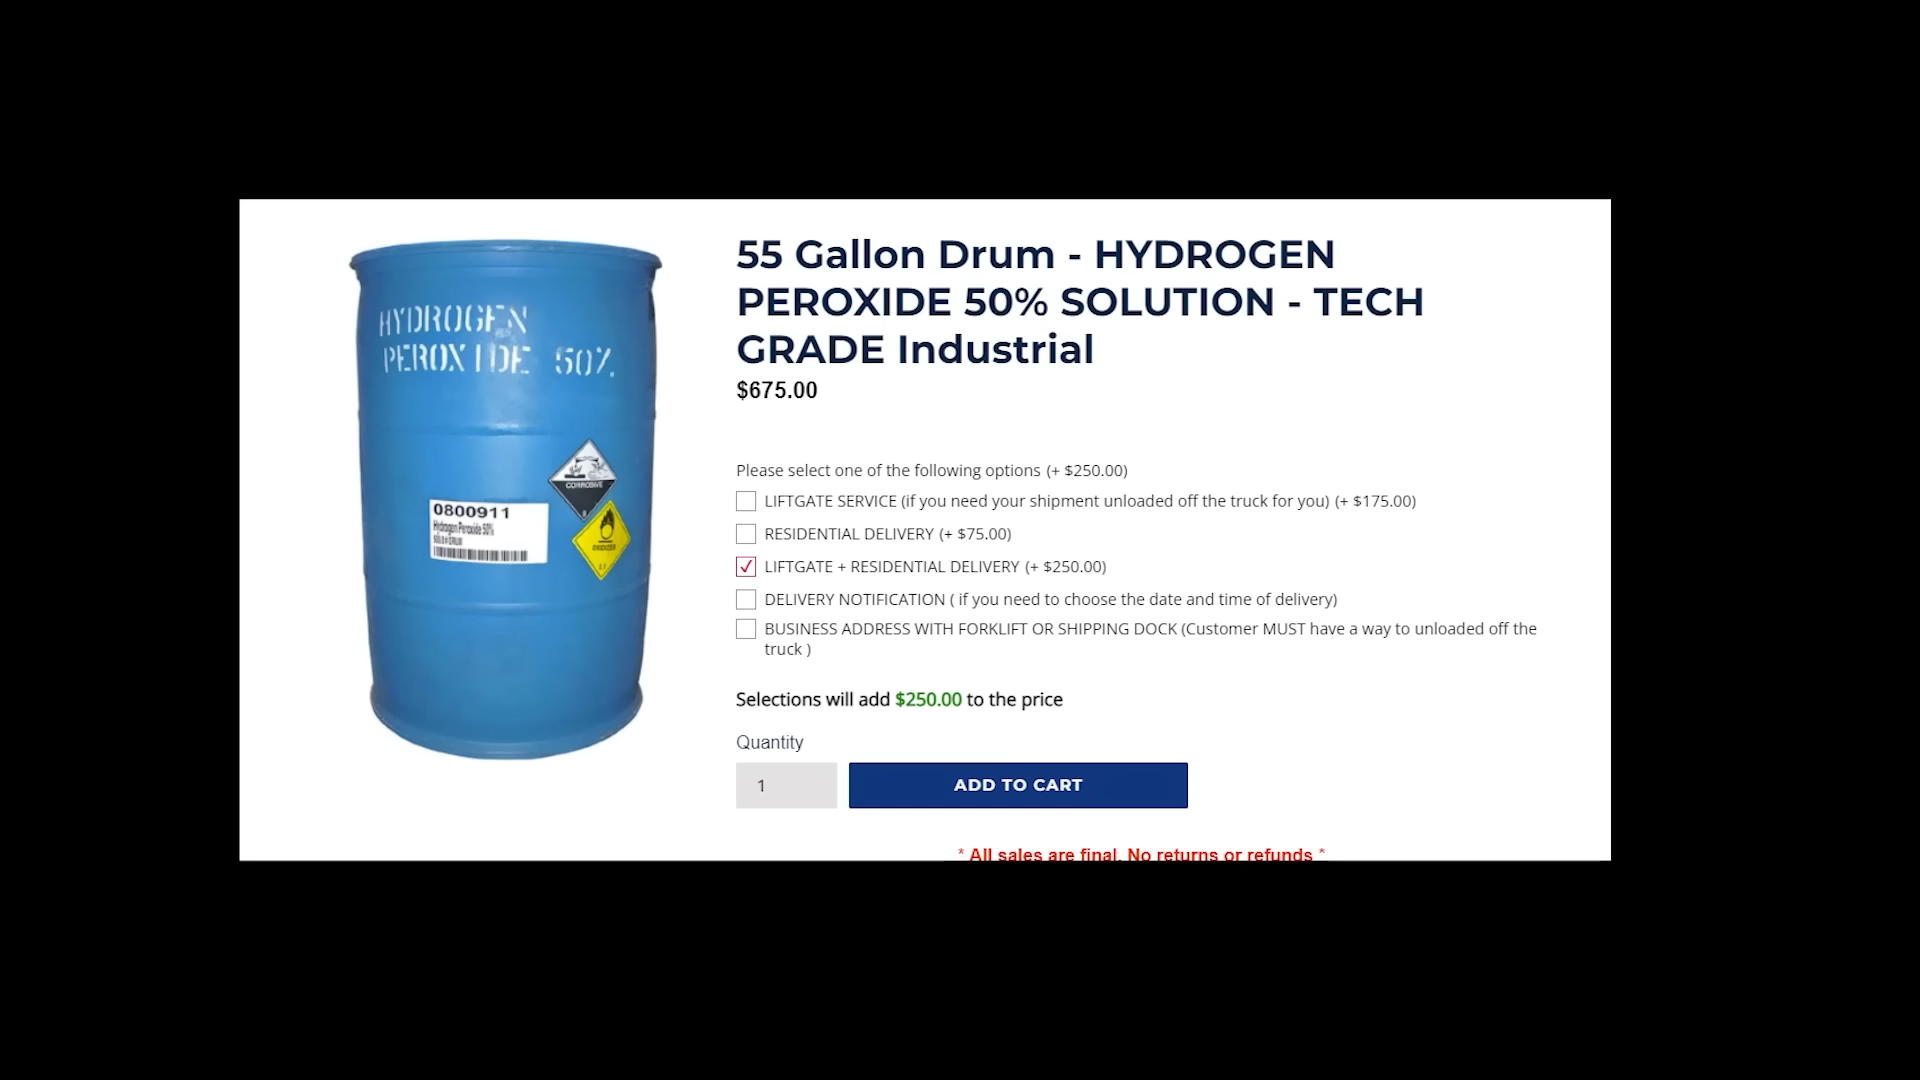 55 Gallon Drum - HYDROGEN
PEROXIDE 50% SOLUTION - TECH
GRADE Industrial
$675.00
HYDROGEN
PEROXIDE 50%
CORROSIVE
8
0800911
Hydrogen Peroxide 50%
DRUM
OXIDIZER
5.1
Please select one of the following options (+ $250.00)
LIFTGATE SERVICE (if you need your shipment unloaded off the truck for you) (+ $175.00)
RESIDENTIAL DELIVERY (+ $75.00)
LIFTGATE + RESIDENTIAL DELIVERY (+ $250.00)
DELIVERY NOTIFICATION ( if you need to choose the date and time of delivery)
BUSINESS ADDRESS WITH FORKLIFT OR SHIPPING DOCK (Customer MUST have a way to unloaded off the
truck )
Selections will add $250.00 to the price
Quantity
1
ADD TO CART
* All sales are final. No returns or refunds *